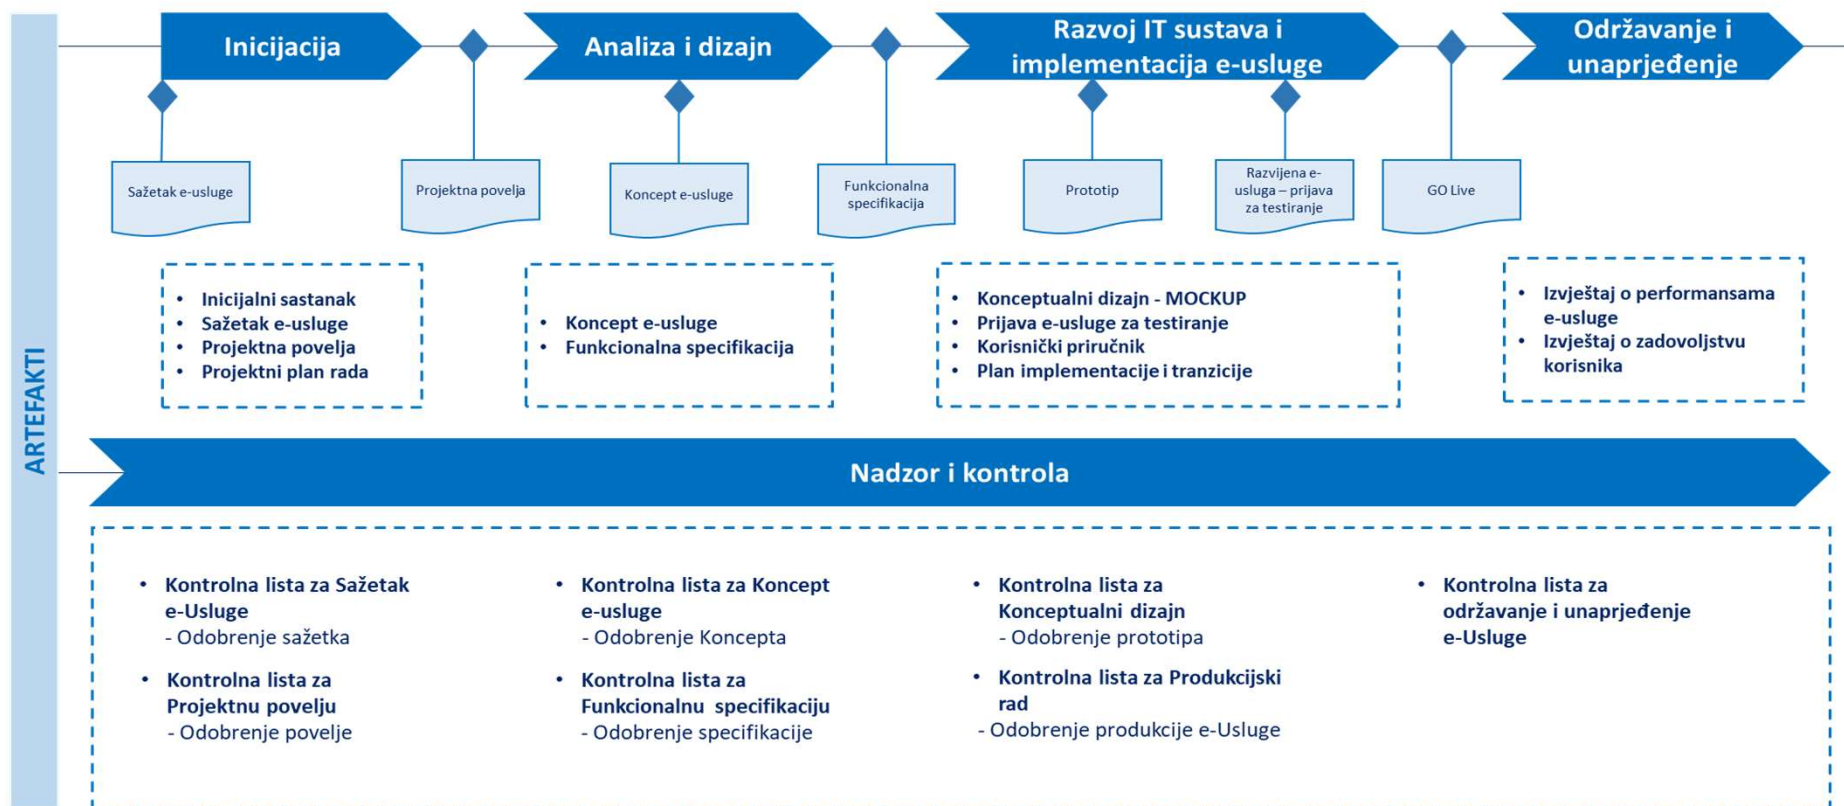 ARTEFAKTI
Inicijacija
Analiza i dizajn
Razvoj IT sustava i
implementacija e-usluge
Održavanje i
unaprjeđenje
Sažetak e-usluge
Projektna povelja
Koncept e-usluge
Funkcionalna
specifikacija
Prototip
Razvijena e-
usluga – prijava
za testiranje
GO Live
• Inicijalni sastanak
• Sažetak e-usluge
• Projektna povelja
• Projektni plan rada
• Koncept e-usluge
• Funkcionalna specifikacija
• Konceptualni dizajn - MOCKUP
• Prijava e-usluge za testiranje
• Korisnički priručnik
• Plan implementacije i tranzicije
• Izvještaj o performansama
e-usluge
• Izvještaj o zadovoljstvu
korisnika
Nadzor i kontrola
• Kontrolna lista za Sažetak
e-Usluge
- Odobrenje sažetka
• Kontrolna lista za
Projektnu povelju
- Odobrenje povelje
• Kontrolna lista za Koncept
e-usluge
- Odobrenje Koncepta
• Kontrolna lista za
Funkcionalnu specifikaciju
- Odobrenje specifikacije
• Kontrolna lista za
Konceptualni dizajn
- Odobrenje prototipa
• Kontrolna lista za Produkcijski
rad
- Odobrenje produkcije e-Usluge
• Kontrolna lista za
održavanje i unaprjeđenje
e-Usluge